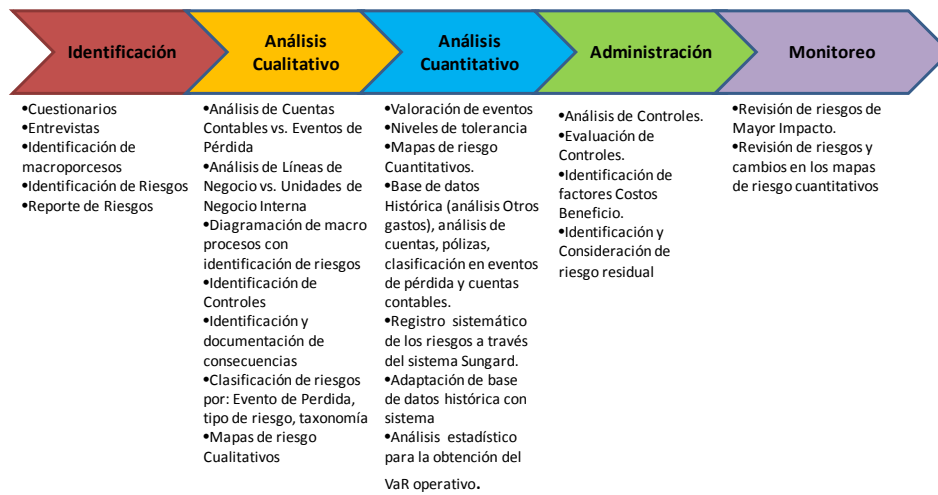 Identificación
Análisis
Cualitativo
Análisis
Cuantitativo
Administración
Monitoreo
•Cuestionarios
•Entrevistas
•Identificación de
macroporcesos
•Identificación de Riesgos
•Reporte de Riesgos
•Análisis de Cuentas
Contables vs. Eventos de
Pérdida
•Análisis de Líneas de
Negocio vs. Unidades de
Negocio Interna
•Diagramación de macro
procesos con
identificación de riesgos
•Identificación de
Controles
•Identificación y
documentación de
consecuencias
•Clasificación de riesgos
por: Evento de Perdida,
tipo de riesgo, taxonomía
•Mapas de riesgo
Cualitativos
•Valoración de eventos
•Niveles de tolerancia
•Mapas de riesgo
Cuantitativos.
•Base de datos
Histórica (análisis Otros
gastos), análisis de
cuentas, pólizas,
clasificación en eventos
de pérdida y cuentas
contables.
•Registro sistemático
de los riesgos a través
del sistema Sungard.
•Adaptación de base
de datos histórica con
sistema
•Análisis estadístico
para la obtención del
VaR operativo.
•Análisis de Controles.
•Evaluación de
Controles.
•Identificación de
factores Costos
Beneficio.
•Identificación y
Consideración de
riesgo residual
•Revisión de riesgos de
Mayor Impacto.
•Revisión de riesgos y
cambios en los mapas
de riesgo cuantitativos